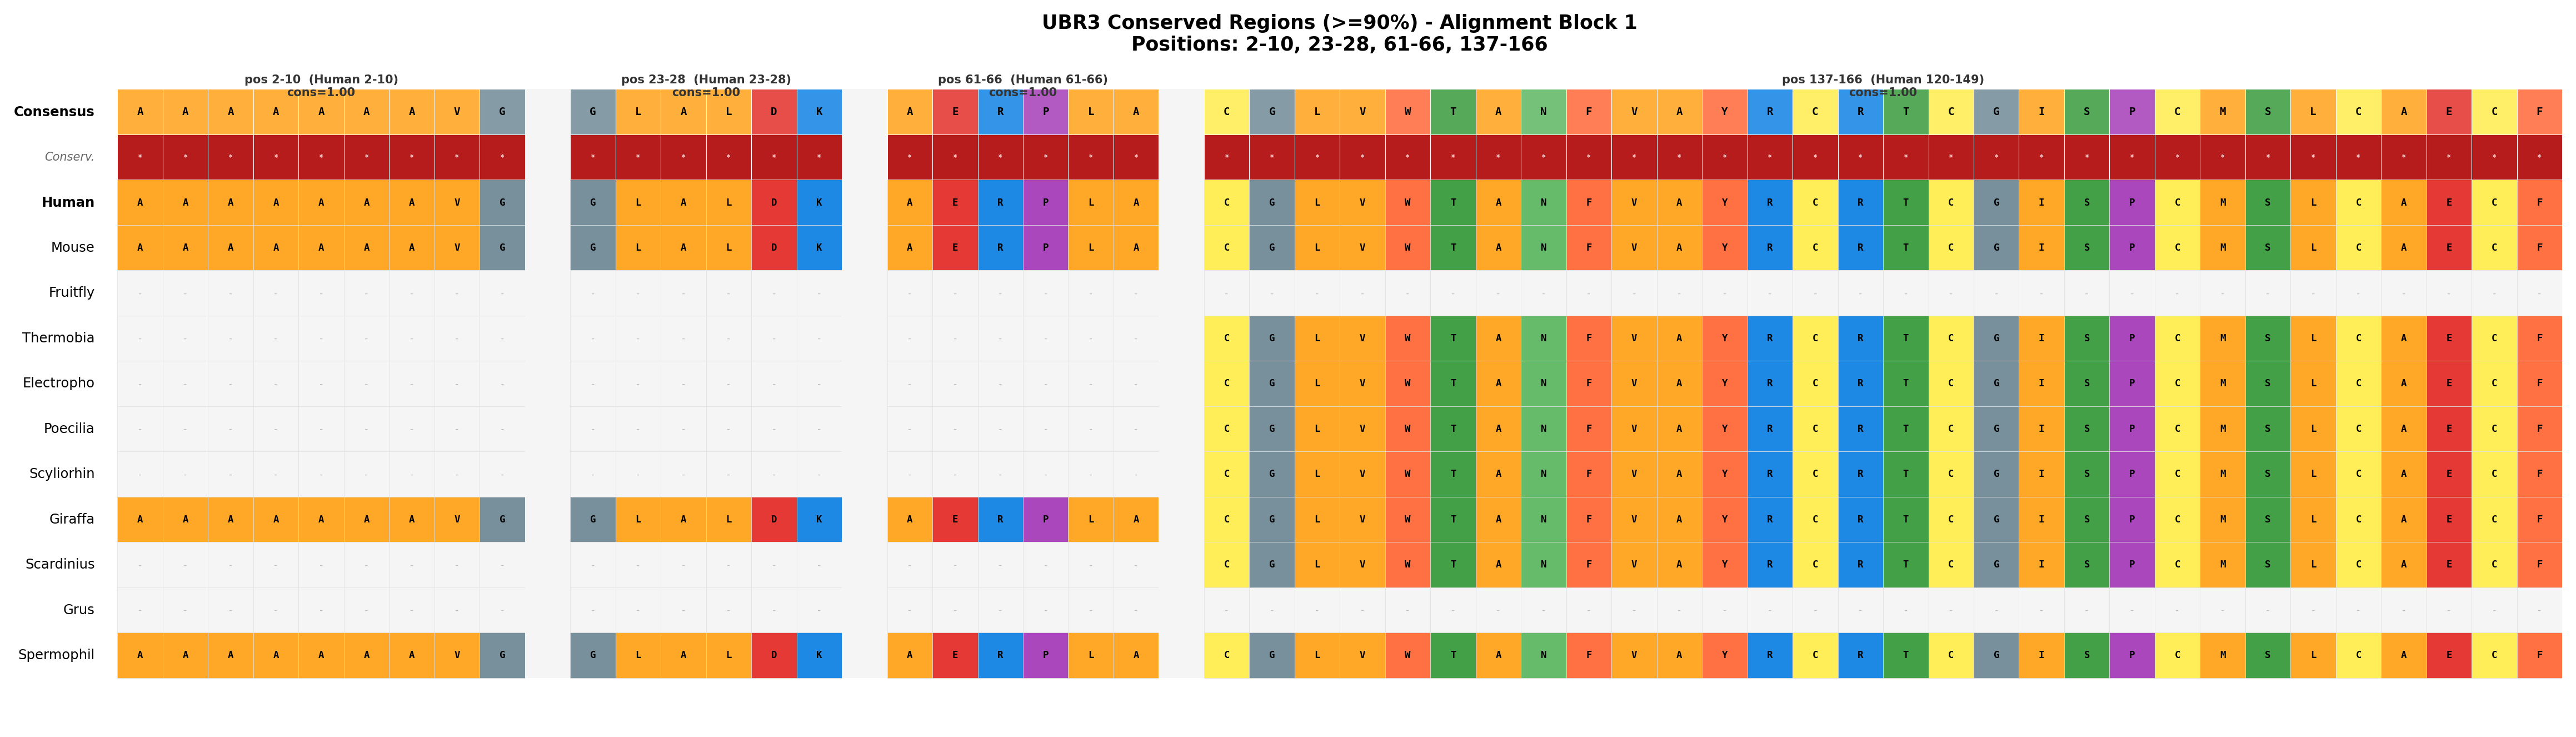 UBR3 Conserved Regions (>=90%) - Alignment Block 1
Positions: 2-10, 23-28, 61-66, 137-166
pos 2-10 (Human 2-10) pos 23-28 (Human 23-28) pos 61-66 (Human 61-66) pos 137-166 (Human 120-149)
cons=1.00 cons=1.00 cons=1.00 cons=1.00
Consensus A A A A A A A V G G L A L D K A E R P L A C G L V W T A N F V A Y R C R T C G I S P C M S L C A E C F
Conserv. * * * * * * * * * * * * * * * * * * * * * * * * * * * * * * * * * * * * * * * * * * * * * * * * * * *
Human A A A A A A A V G G L A L D K A E R P L A C G L V W T A N F V A Y R C R T C G I S P C M S L C A E C F
Mouse A A A A A A A V G G L A L D K A E R P L A C G L V W T A N F V A Y R C R T C G I S P C M S L C A E C F
Fruitfly - - - - - - - - - - - - - - - - - - - - - - - - - - - - - - - - - - - - - - - - - - - - - - - - - - -
Thermobia - - - - - - - - - - - - - - - - - - - - - C G L V W T A N F V A Y R C R T C G I S P C M S L C A E C F
Electropho - - - - - - - - - - - - - - - - - - - - - C G L V W T A N F V A Y R C R T C G I S P C M S L C A E C F
Poecilia - - - - - - - - - - - - - - - - - - - - - C G L V W T A N F V A Y R C R T C G I S P C M S L C A E C F
Scyliorhin - - - - - - - - - - - - - - - - - - - - - C G L V W T A N F V A Y R C R T C G I S P C M S L C A E C F
Giraffa A A A A A A A V G G L A L D K A E R P L A C G L V W T A N F V A Y R C R T C G I S P C M S L C A E C F
Scardinius - - - - - - - - - - - - - - - - - - - - - C G L V W T A N F V A Y R C R T C G I S P C M S L C A E C F
Grus - - - - - - - - - - - - - - - - - - - - - - - - - - - - - - - - - - - - - - - - - - - - - - - - - - -
Spermophil A A A A A A A V G G L A L D K A E R P L A C G L V W T A N F V A Y R C R T C G I S P C M S L C A E C F